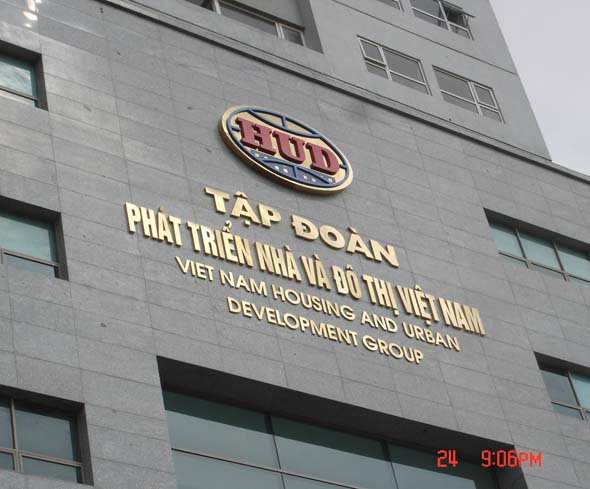 HUD
TẬP ĐOÀN
PHÁT TRIỂN NHÀ VÀ ĐÔ THỊ VIỆT NAM
VIET NAM HOUSING AND URBAN
DEVELOPMENT GROUP
24 9:06PM